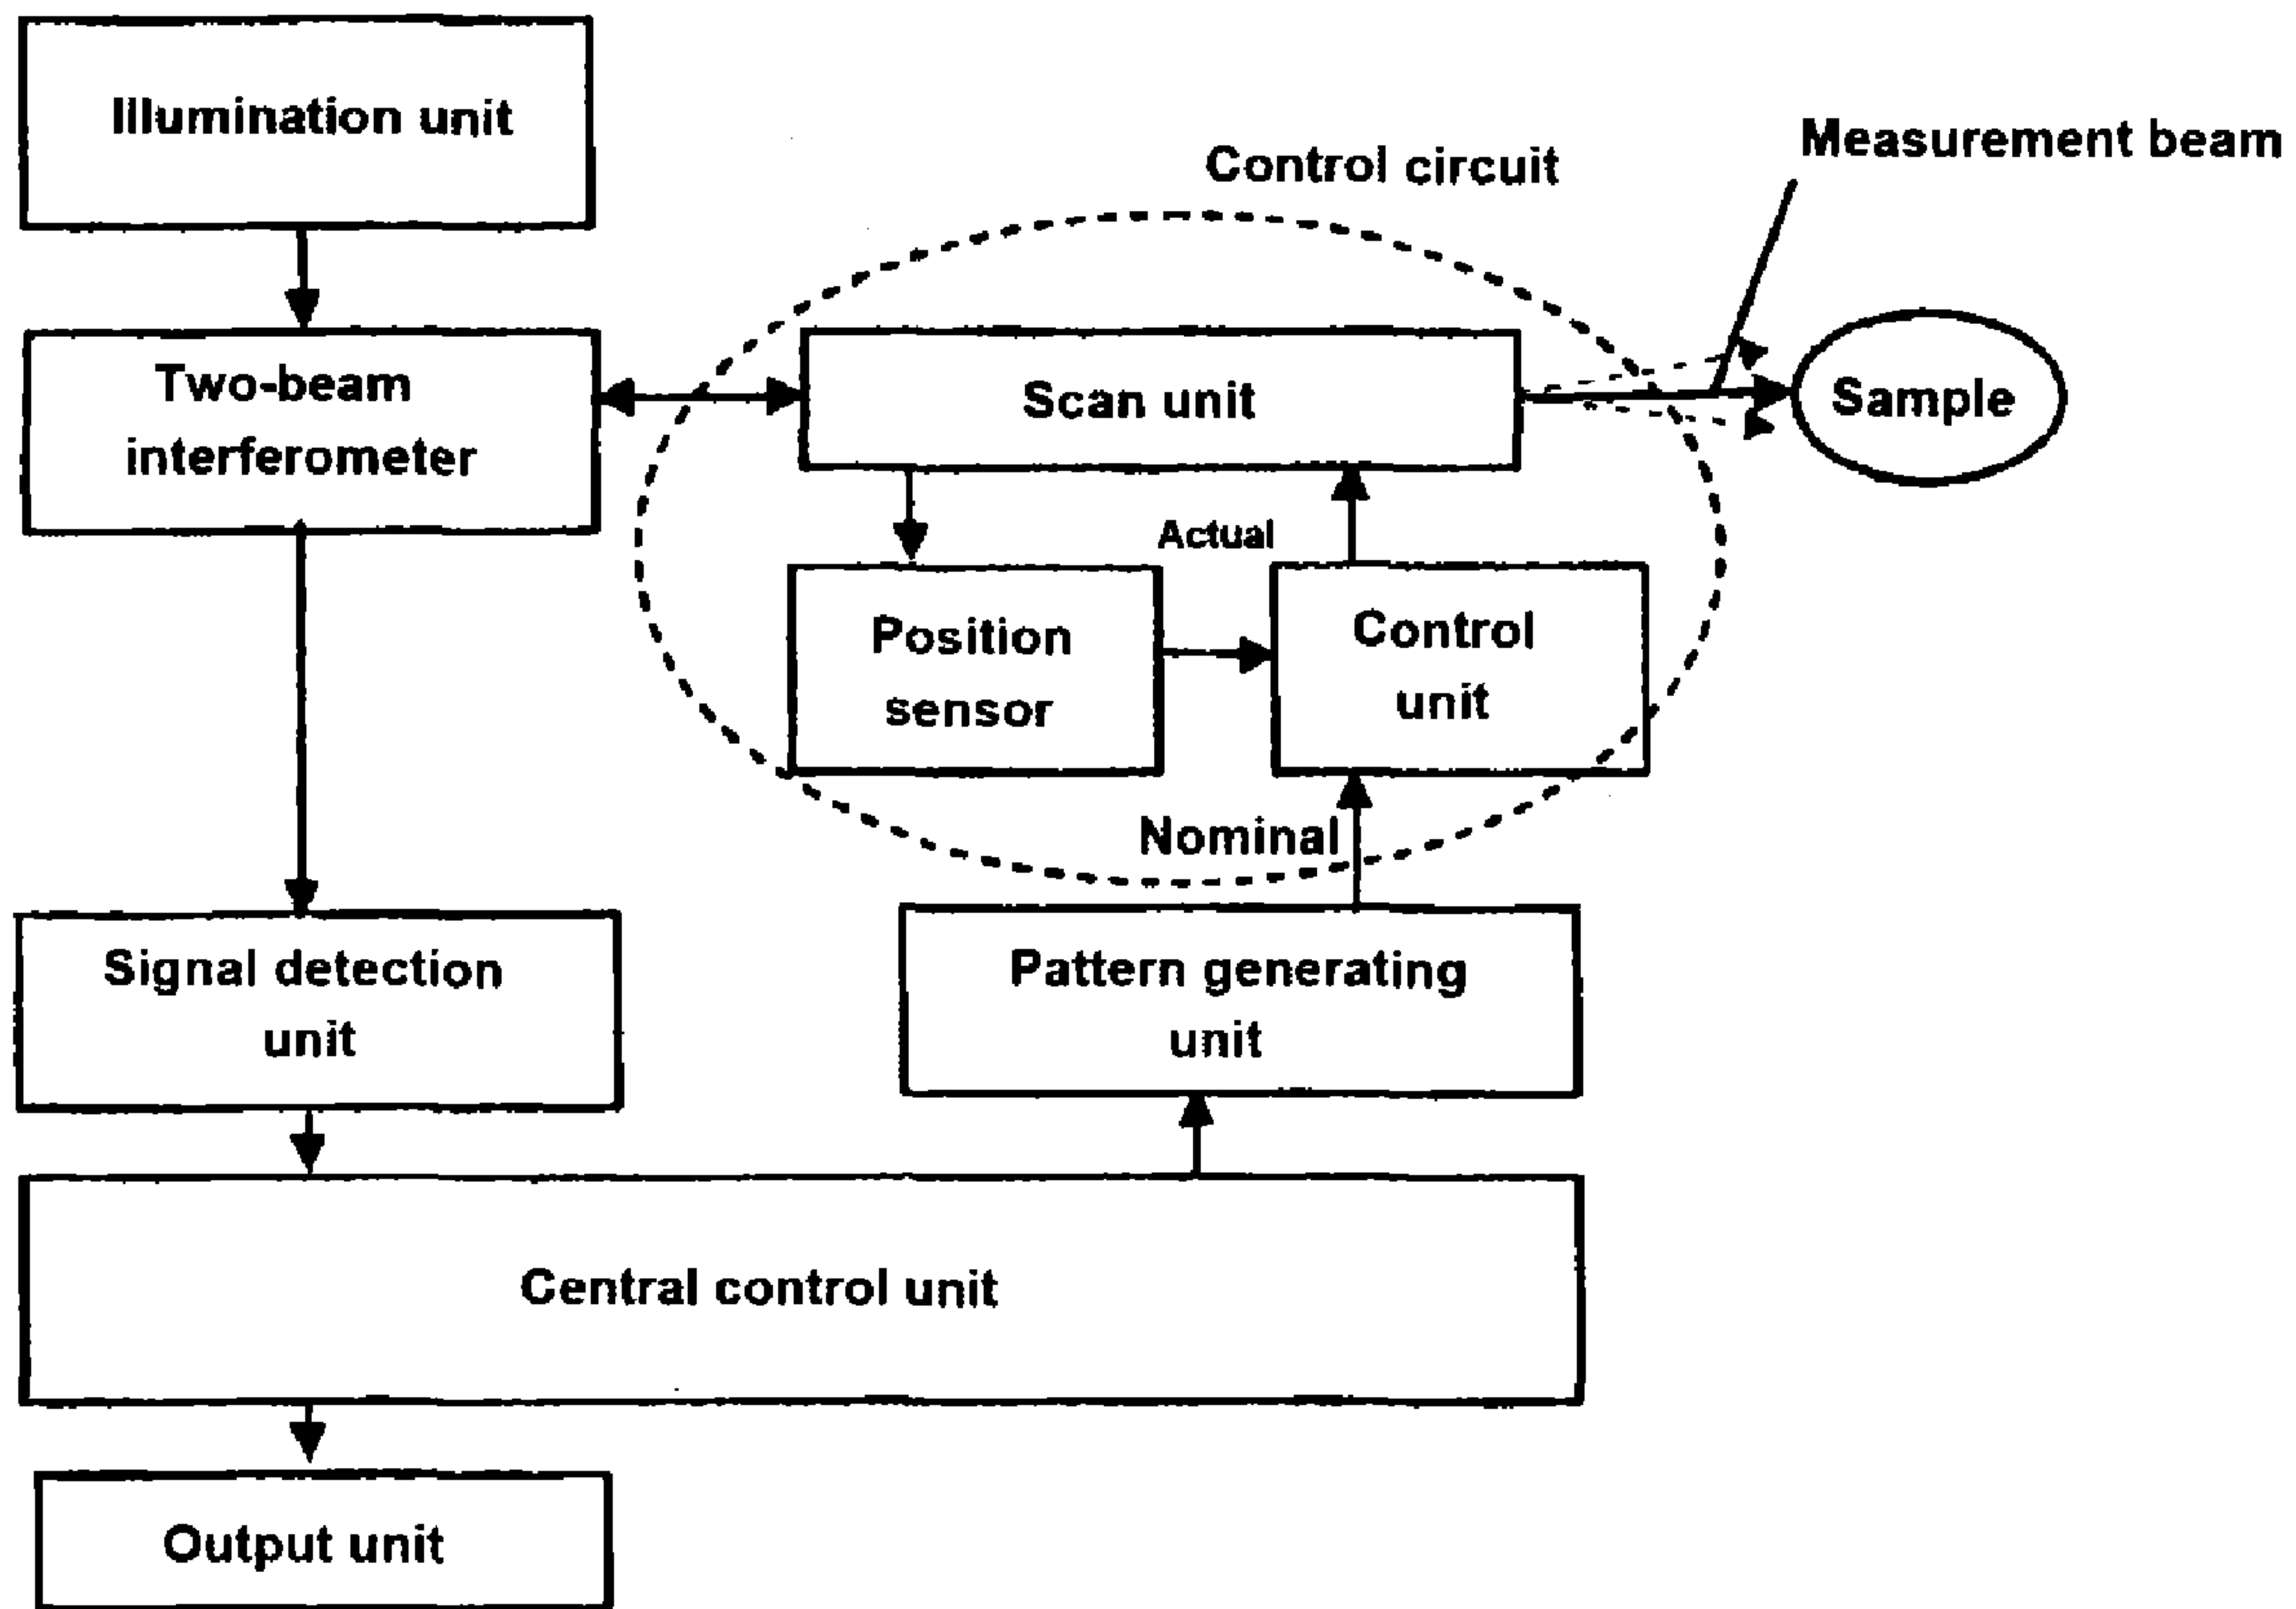 Illumination unit
Control circuit
Measurement beam
Two-beam
interferometer
Scan unit
Sample
Actual
Position
sensor
Control
unit
Nominal
Signal detection
unit
Pattern generating
unit
Central control unit
Output unit